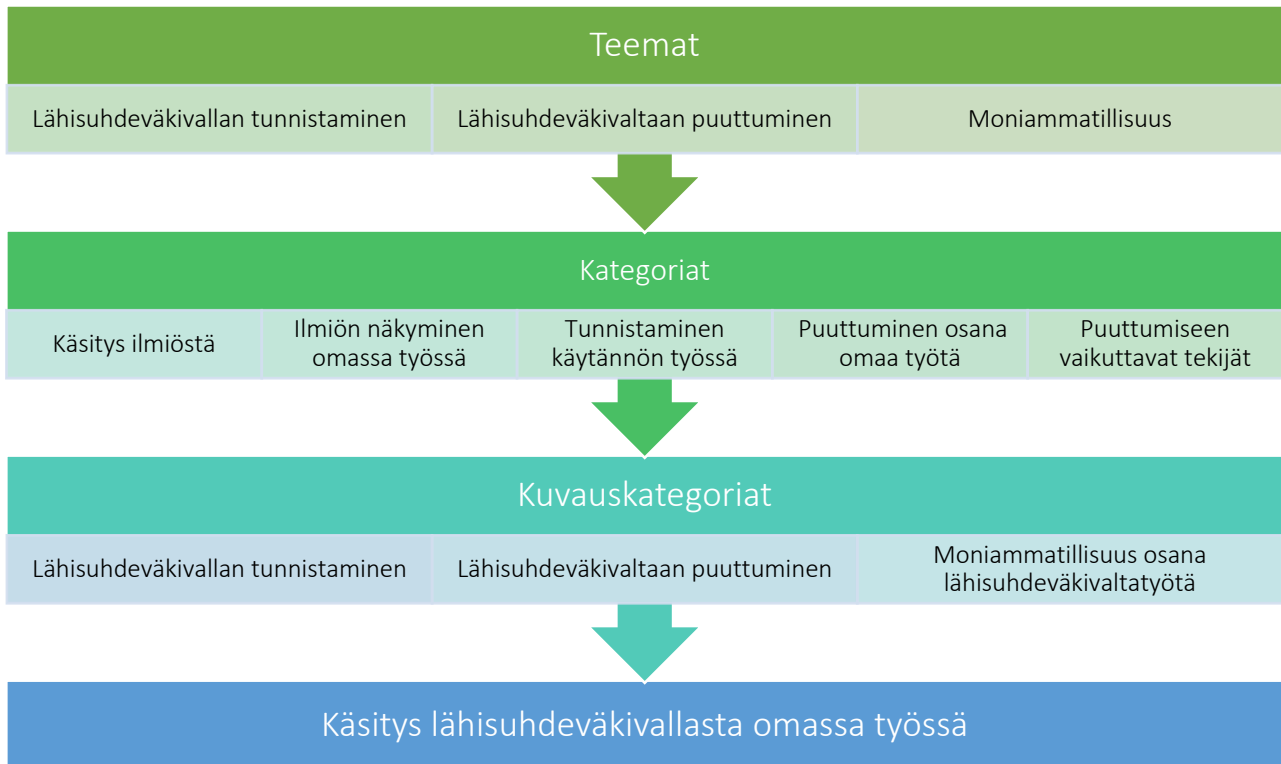 Teemat
Lähisuhdeväkivallan tunnistaminen
Lähisuhdeväkivaltaan puuttuminen
Moniammatillisuus
Kategoriat
Käsitys ilmiöstä
Ilmiön näkyminen
omassa työssä
Tunnistaminen
käytännön työssä
Puuttuminen osana
omaa työtä
Puuttumiseen
vaikuttavat tekijät
Kuvauskategoriat
Lähisuhdeväkivallan tunnistaminen
Lähisuhdeväkivaltaan puuttuminen
Moniammatillisuus osana
lähisuhdeväkivaltatyötä
Käsitys lähisuhdeväkivallasta omassa työssä